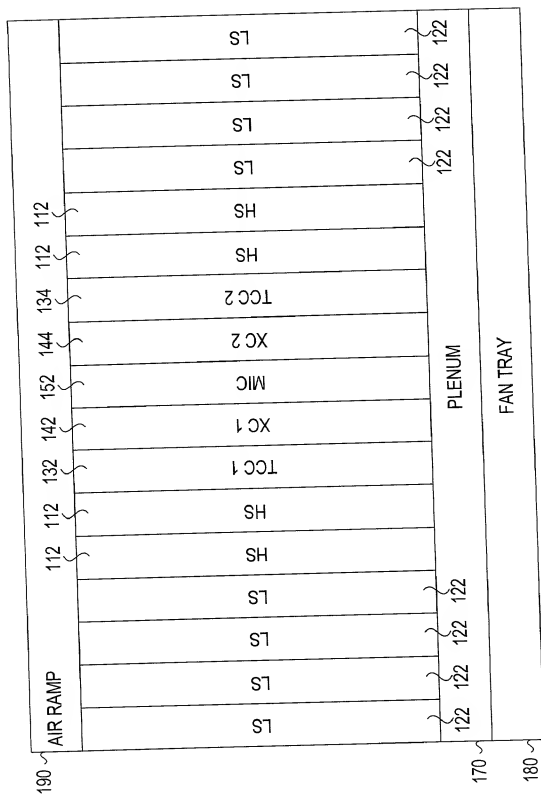 190
AIR RAMP
112
112
132
142
152
144
134
112
112
LS
LS
LS
LS
HS
HS
TCC 1
XC 1
MIC
XC 2
TCC 2
HS
HS
LS
LS
LS
LS
122
122
122
122
122
122
122
122
170
PLENUM
180
FAN TRAY